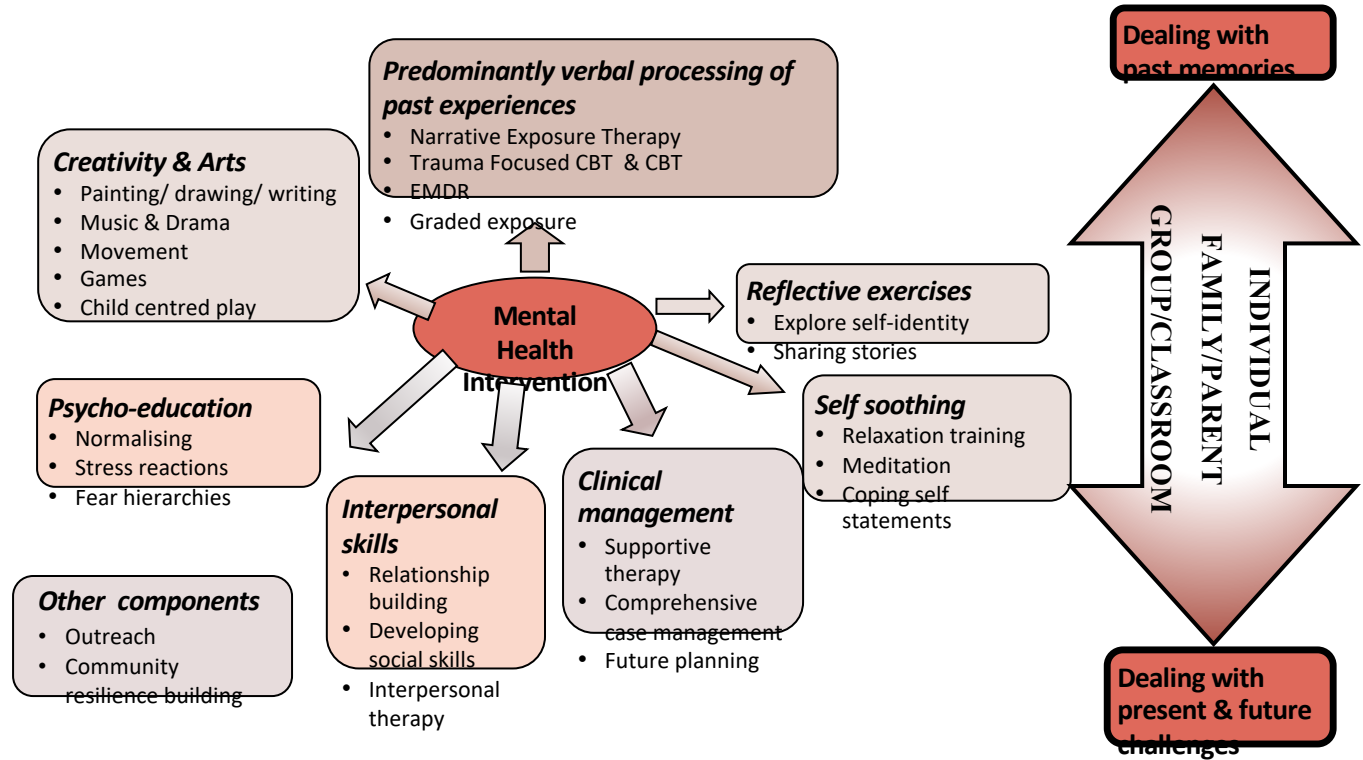 Predominantly verbal processing of
past experiences
• Narrative Exposure Therapy
• Trauma Focused CBT & CBT
• EMDR
• Graded exposure
Creativity & Arts
• Painting/ drawing/ writing
• Music & Drama
• Movement
• Games
• Child centred play
Mental
Health
Intervention
Reflective exercises
• Explore self-identity
• Sharing stories
Psycho-education
• Normalising
• Stress reactions
• Fear hierarchies
Self soothing
• Relaxation training
• Meditation
• Coping self
statements
Interpersonal
skills
• Relationship
building
• Developing
social skills
• Interpersonal
therapy
Clinical
management
• Supportive
therapy
• Comprehensive
case management
• Future planning
Other components
• Outreach
• Community
resilience building
Dealing with
past memories
INDIVIDUAL
FAMILY/PARENT
GROUP/CLASSROOM
Dealing with
present & future
challenges